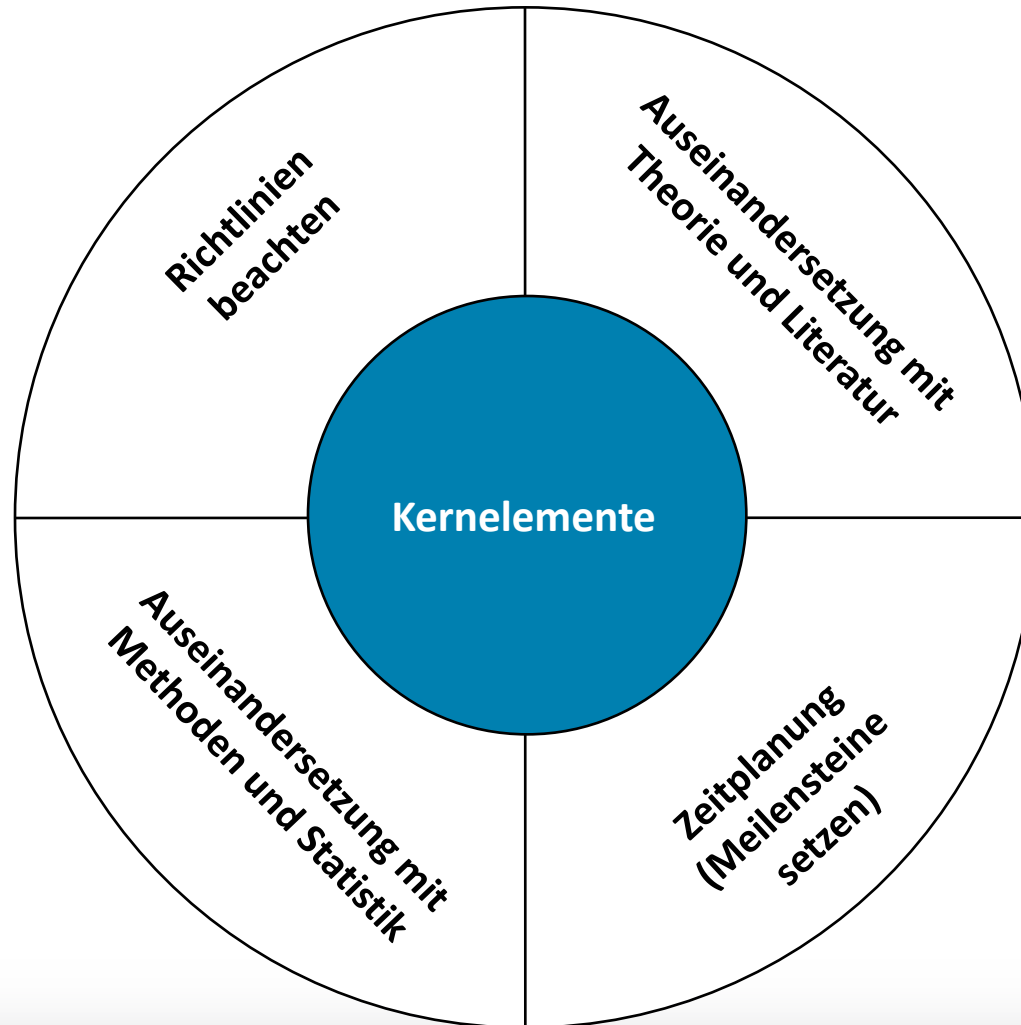 Richtlinien
beachten
Auseinandersetzung mit
Theorie und Literatur
Kernelemente
Auseinandersetzung mit
Methoden und Statistik
Zeitplanung
(Meilensteine
setzen)